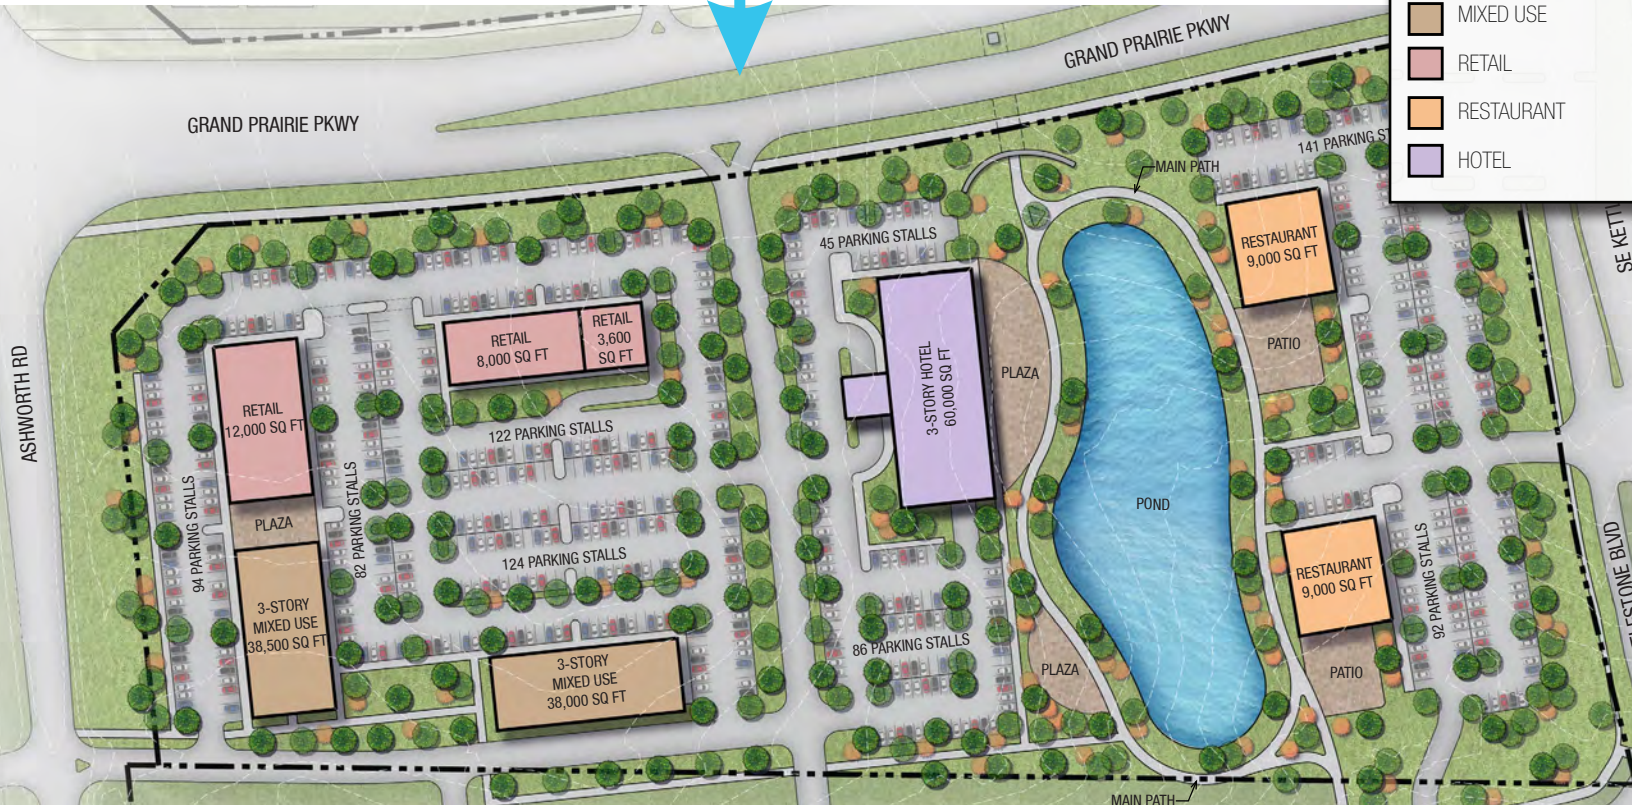 MIXED USE
RETAIL
RESTAURANT
HOTEL
GRAND PRAIRIE PKWY
GRAND PRAIRIE PKWY
141 PARKING
MAIN PATH
45 PARKING STALLS
RESTAURANT
9,000 SQ FT
SE
RETAIL
8,000 SQ FT
RETAIL
3,600
SQ FT
PATIO
3-STORY HOTEL
60,000 SQ FT
PLAZA
ASHWORTH RD
RETAIL
12,000 SQ FT
122 PARKING STALLS
94 PARKING STALLS
PLAZA
82 PARKING STALLS
POND
124 PARKING STALLS
RESTAURANT
9,000 SQ FT
92 PARKING STALLS
BLVD
3-STORY
MIXED USE
38,500 SQ FT
86 PARKING STALLS
3-STORY
MIXED USE
38,000 SQ FT
PLAZA
PATIO
MAIN PATH